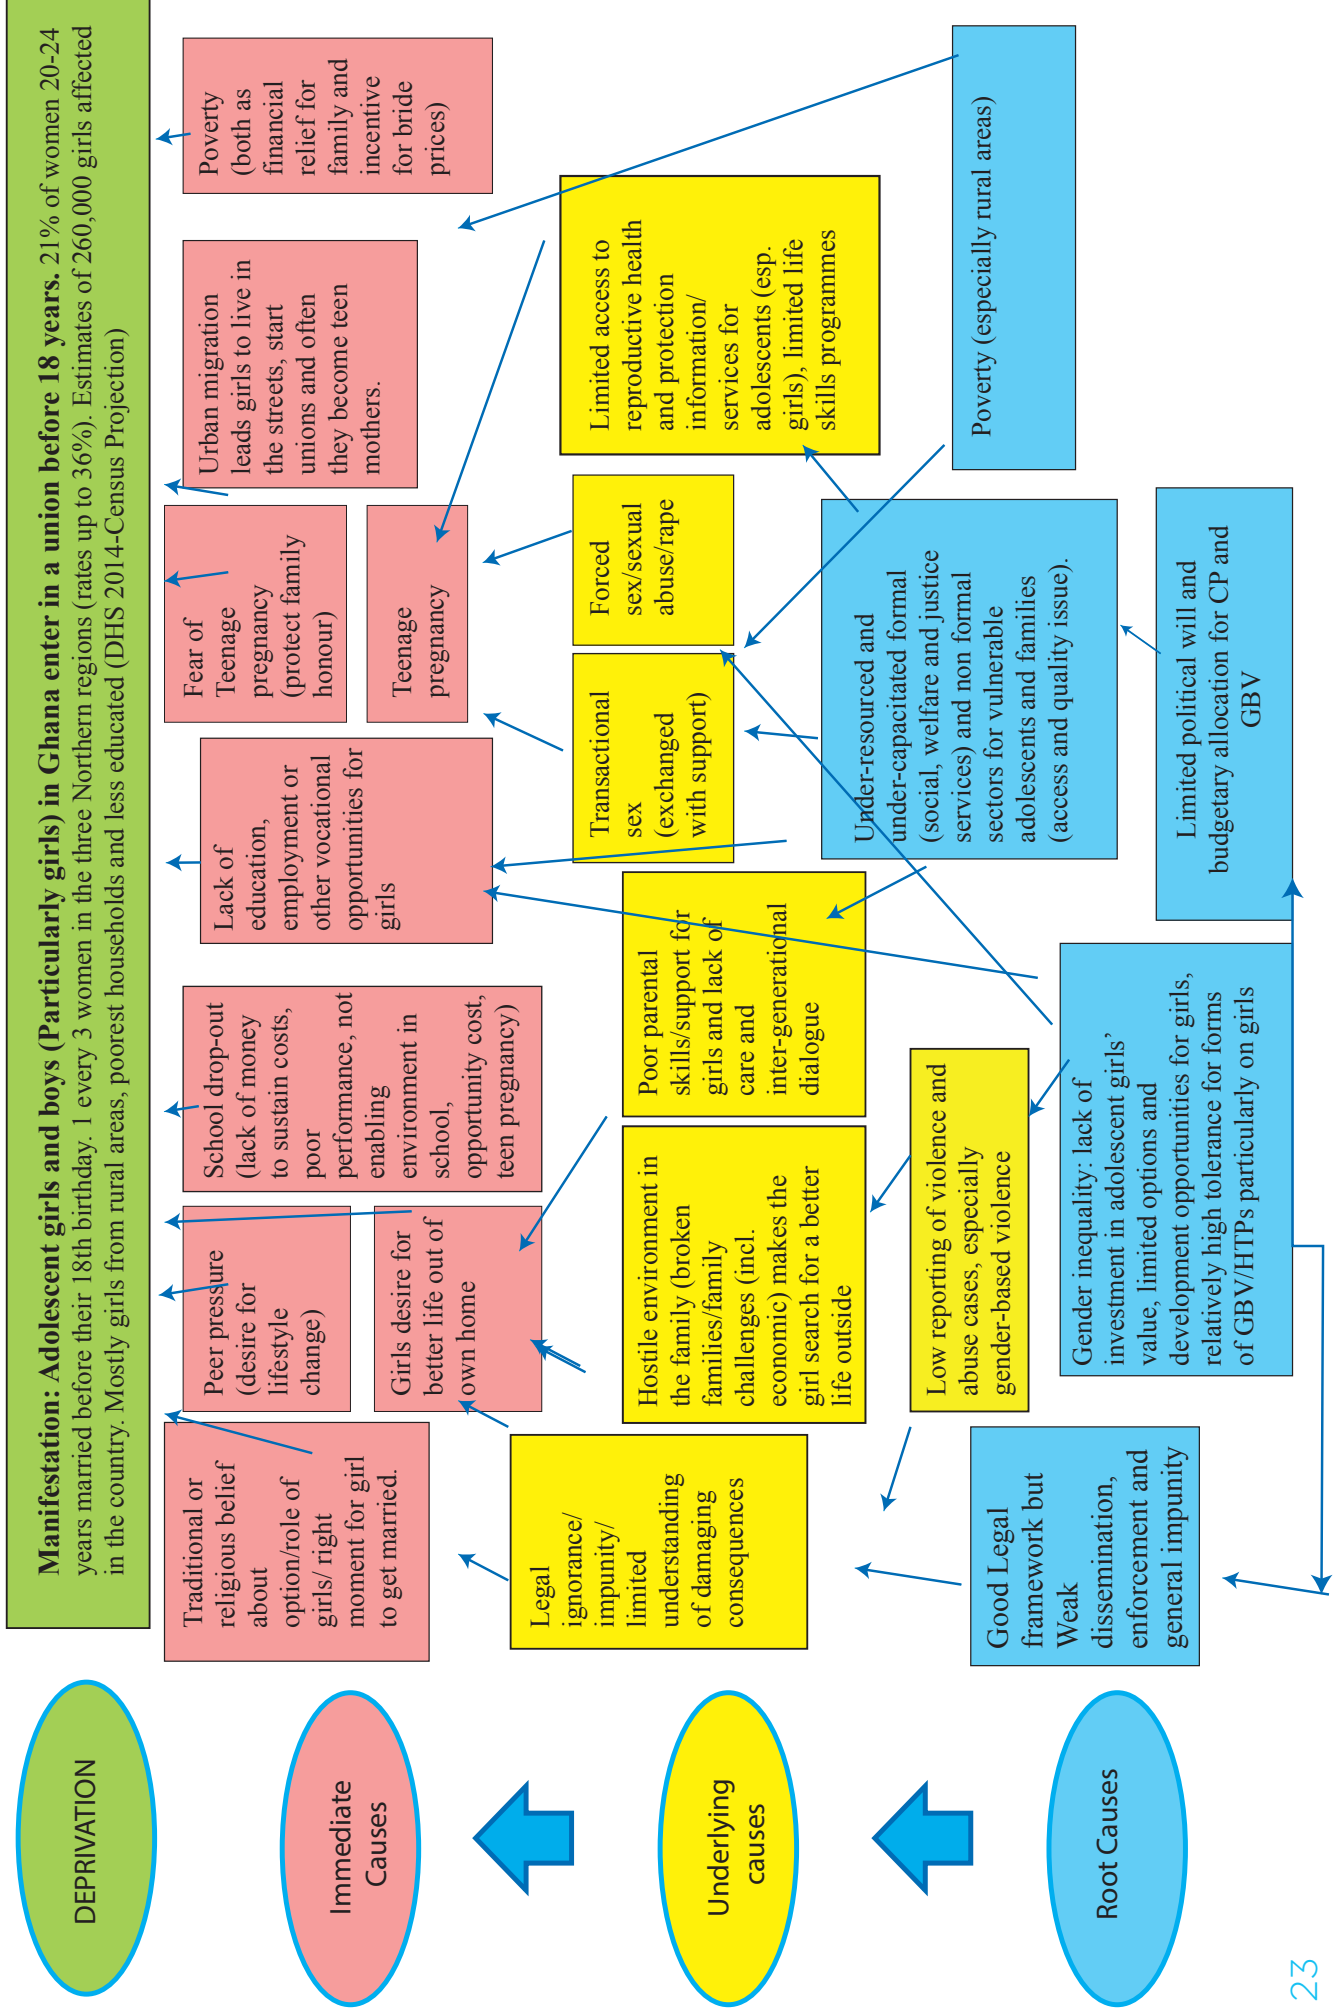 DEPRIVATION
Manifestation: Adolescent girls and boys (Particularly girls) in Ghana enter in a union before 18 years. 21% of women 20-24
years married before their 18th birthday. 1 every 3 women in the three Northern regions (rates up to 36%). Estimates of 260,000 girls affected
in the country. Mostly girls from rural areas, poorest households and less educated (DHS 2014-Census Projection)
Immediate
Causes
Traditional or
religious belief
about
option/role of
girls/ right
moment for girl
to get married.
Peer pressure
(desire for
lifestyle
change)
Girls desire for
better life out of
own home
School drop-out
(lack of money
to sustain costs,
poor
performance, not
enabling
environment in
school,
opportunity cost,
teen pregnancy)
Lack of
education,
employment or
other vocational
opportunities for
girls
Fear of
Teenage
pregnancy
(protect family
honour)
Teenage
pregnancy
Urban migration
leads girls to live in
the streets, start
unions and often
they become teen
mothers.
Poverty
(both as
financial
relief for
family and
incentive
for bride
prices)
Underlying
causes
Legal
ignorance/
impunity/
limited
understanding
of damaging
consequences
Hostile environment in
the family (broken
families/family
challenges (incl.
economic) makes the
girl search for a better
life outside
Poor parental
skills/support for
girls and lack of
care and
inter-generational
dialogue
Transactional
sex
(exchanged
with support)
Forced
sex/sexual
abuse/rape
Limited access to
reproductive health
and protection
information/
services for
adolescents (esp.
girls), limited life
skills programmes
Low reporting of violence and
abuse cases, especially
gender-based violence
Root Causes
Good Legal
framework but
Weak
dissemination,
enforcement and
general impunity
Gender inequality: lack of
investment in adolescent girls’
value, limited options and
development opportunities for girls,
relatively high tolerance for forms
of GBV/HTPs particularly on girls
Under-resourced and
under-capacitated formal
(social, welfare and justice
services) and non formal
sectors for vulnerable
adolescents and families
(access and quality issue).
Limited political will and
budgetary allocation for CP and
GBV
Poverty (especially rural areas)
23